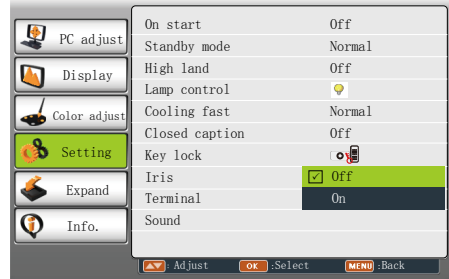 PC adjust
Display
Color adjust
Setting
Expand
Info.
On start Off
Standby mode Normal
High land Off
Lamp control
Cooling fast Normal
Closed caption Off
Key lock
Iris Off
Terminal On
Sound
: Adjust OK :Select MENU :Back